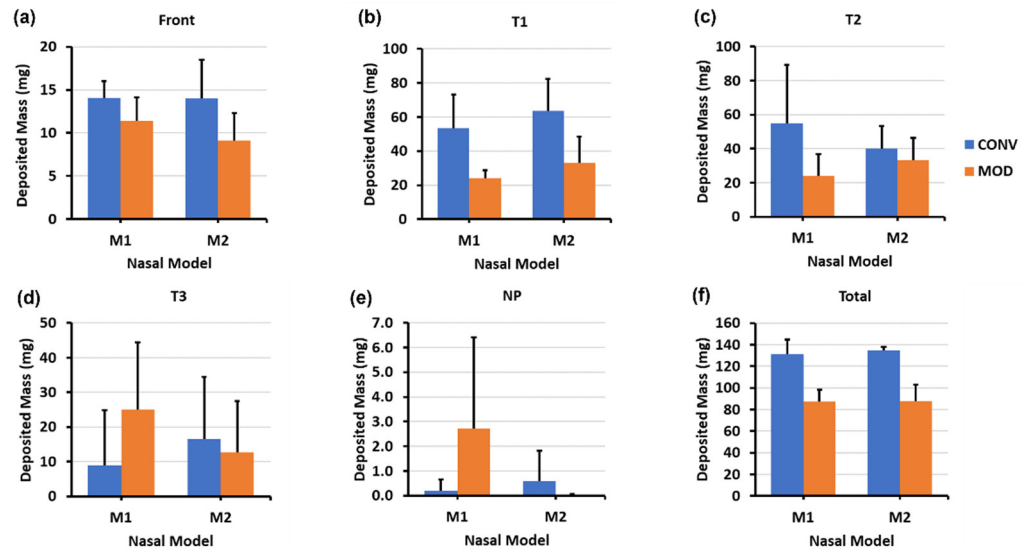 (a)
Front
Deposited Mass (mg)
20
15
10
5
0
M1 M2
Nasal Model
(b)
T1
Deposited Mass (mg)
100
80
60
40
20
0
M1 M2
Nasal Model
(c)
T2
Deposited Mass (mg)
100
80
60
40
20
0
M1 M2
Nasal Model
CONV
MOD
(d)
T3
Deposited Mass (mg)
50
40
30
20
10
0
M1 M2
Nasal Model
(e)
NP
Deposited Mass (mg)
7.0
6.0
5.0
4.0
3.0
2.0
1.0
0.0
M1 M2
Nasal Model
(f)
Total
Deposited Mass (mg)
160
140
120
100
80
60
40
20
0
M1 M2
Nasal Model